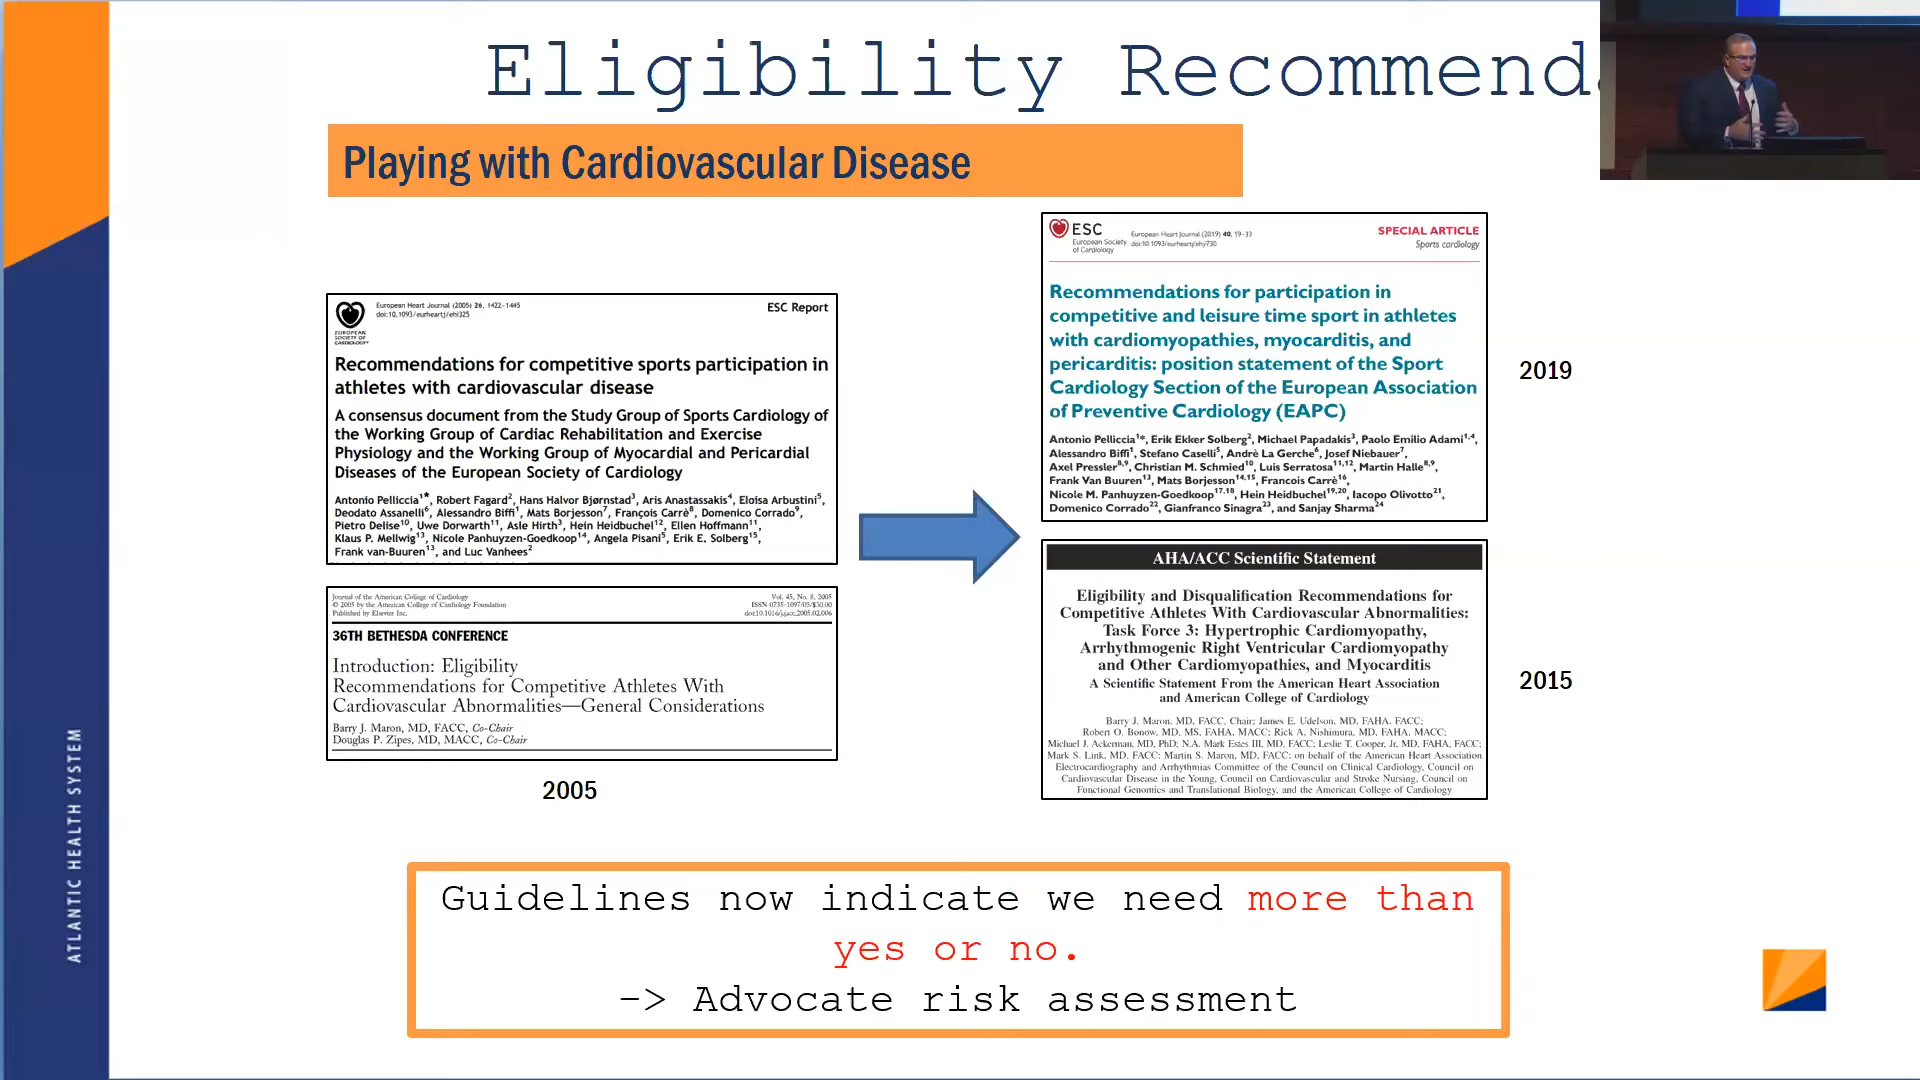 Eligibility Recommenda
Playing with Cardiovascular Disease
European Heart Journal (2005) 26, 1422–1445
doi:10.1093/eurheartj/ehi325
ESC Report
EUROPEAN
SOCIETY OF
CARDIOLOGY®
Recommendations for competitive sports participation in
athletes with cardiovascular disease
A consensus document from the Study Group of Sports Cardiology of
the Working Group of Cardiac Rehabilitation and Exercise
Physiology and the Working Group of Myocardial and Pericardial
Diseases of the European Society of Cardiology
Antonio Pelliccia1*, Robert Fagard2, Hans Halvor Bjørnstad3, Aris Anastassakis4, Eloisa Arbustini5,
Deodato Assanelli6, Alessandro Biffi1, Mats Borjesson7, François Carrè8, Domenico Corrado9,
Pietro Delise10, Uwe Dorwarth11, Asle Hirth3, Hein Heidbuchel12, Ellen Hoffmann11,
Klaus P. Mellwig13, Nicole Panhuyzen-Goedkoop14, Angela Pisani5, Erik E. Solberg15,
Frank van-Buuren13, and Luc Vanhees2
Journal of the American College of Cardiology
© 2005 by the American College of Cardiology Foundation
Published by Elsevier Inc.
Vol. 45, No. 8, 2005
ISSN 0735-1097/05/$30.00
doi:10.1016/j.jacc.2005.02.006
36TH BETHESDA CONFERENCE
Introduction: Eligibility
Recommendations for Competitive Athletes With
Cardiovascular Abnormalities—General Considerations
Barry J. Maron, MD, FACC, Co-Chair
Douglas P. Zipes, MD, MACC, Co-Chair
2005
ESC
European Society
of Cardiology
European Heart Journal (2019) 40, 19–33
doi:10.1093/eurheartj/ehy730
SPECIAL ARTICLE
Sports cardiology
Recommendations for participation in
competitive and leisure time sport in athletes
with cardiomyopathies, myocarditis, and
pericarditis: position statement of the Sport
Cardiology Section of the European Association
of Preventive Cardiology (EAPC)
Antonio Pelliccia1*, Erik Ekker Solberg2, Michael Papadakis3, Paolo Emilio Adami1,4,
Alessandro Biffi1, Stefano Caselli5, Andrè La Gerche6, Josef Niebauer7,
Axel Pressler8,9, Christian M. Schmied10, Luis Serratosa11,12, Martin Halle8,9,
Frank Van Buuren13, Mats Borjesson14,15, Francois Carrè16,
Nicole M. Panhuyzen-Goedkoop17,18, Hein Heidbuchel19,20, Iacopo Olivotto21,
Domenico Corrado22, Gianfranco Sinagra23, and Sanjay Sharma24
2019
AHA/ACC Scientific Statement
Eligibility and Disqualification Recommendations for
Competitive Athletes With Cardiovascular Abnormalities:
Task Force 3: Hypertrophic Cardiomyopathy,
Arrhythmogenic Right Ventricular Cardiomyopathy
and Other Cardiomyopathies, and Myocarditis
A Scientific Statement From the American Heart Association
and American College of Cardiology
Barry J. Maron, MD, FACC, Chair; James E. Udelson, MD, FAHA, FACC;
Robert O. Bonow, MD, MS, FAHA, MACC; Rick A. Nishimura, MD, FAHA, MACC;
Michael J. Ackerman, MD, PhD; N.A. Mark Estes III, MD, FACC; Leslie T. Cooper, Jr, MD, FAHA, FACC;
Mark S. Link, MD, FACC; Martin S. Maron, MD, FACC; on behalf of the American Heart Association
Electrocardiography and Arrhythmias Committee of the Council on Clinical Cardiology, Council on
Cardiovascular Disease in the Young, Council on Cardiovascular and Stroke Nursing, Council on
Functional Genomics and Translational Biology, and the American College of Cardiology
2015
Guidelines now indicate we need more than
yes or no.
-> Advocate risk assessment
ATLANTIC HEALTH SYSTEM